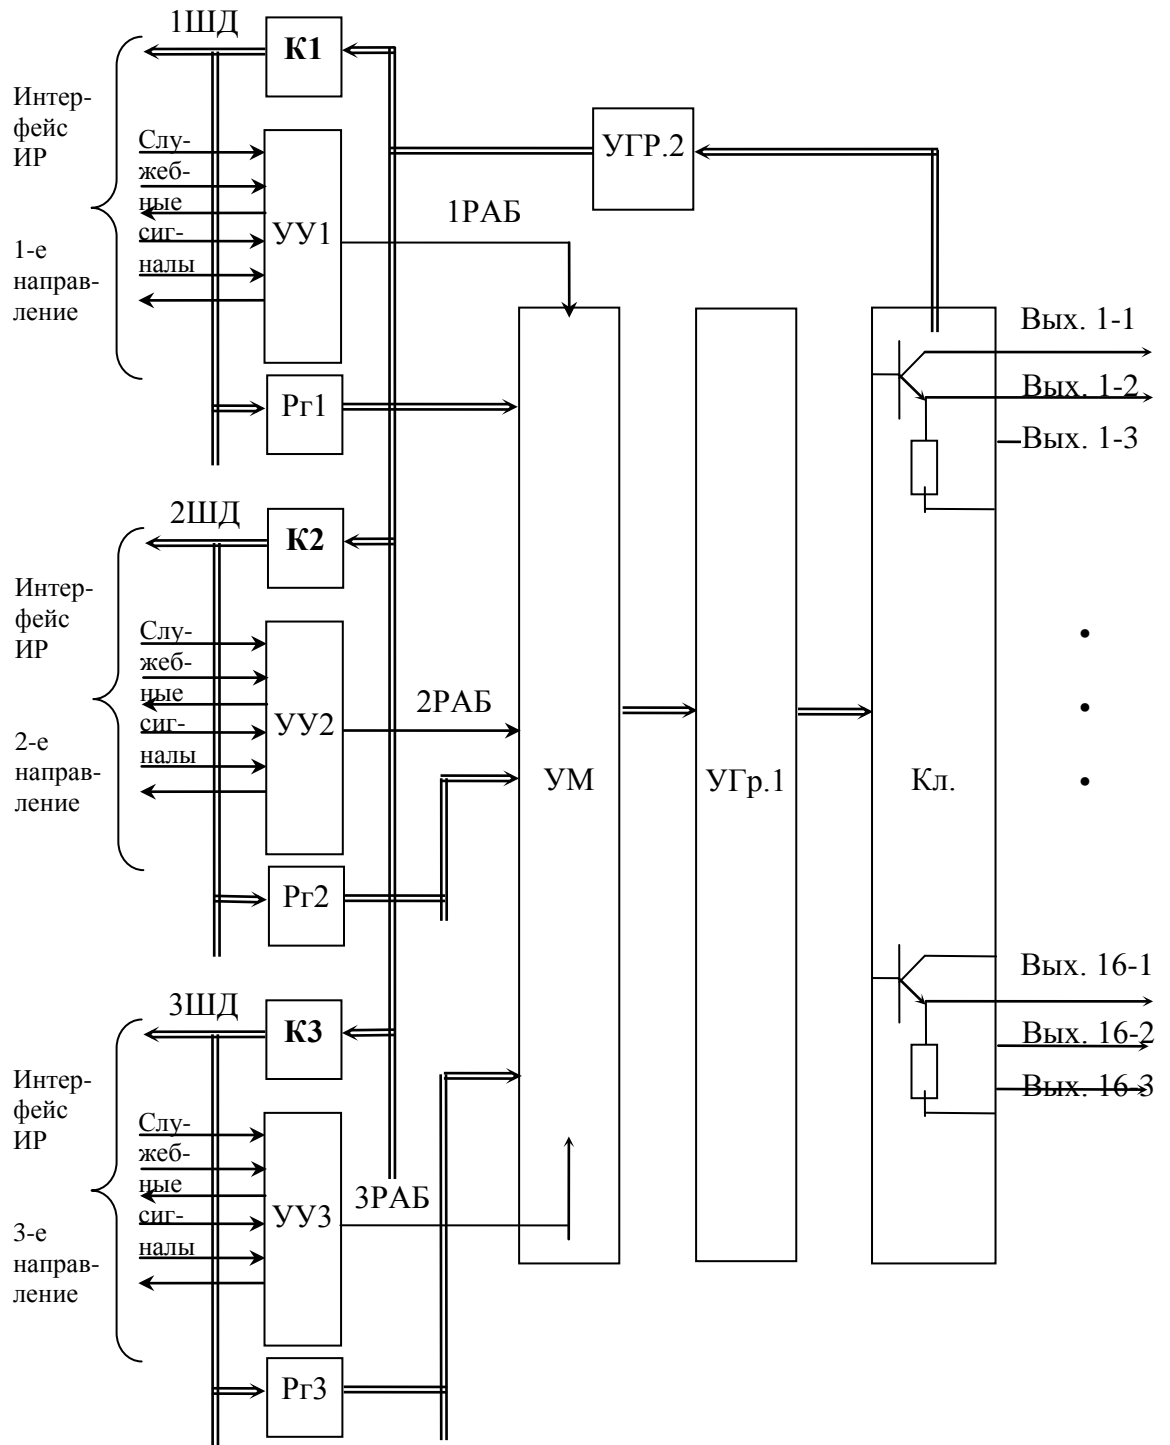 1ШД
К1
Интер-
фейс
ИР
Слу-
жеб-
ные
сиг-
налы
1-е
направ-
ление
УУ1
1РАБ
УГР.2
Рг1
Вых. 1-1
Вых. 1-2
Вых. 1-3
2ШД
К2
Интер-
фейс
ИР
Слу-
жеб-
ные
сиг-
налы
2-е
направ-
ление
УУ2
2РАБ
УМ
УГр.1
Кл.
Рг2
Вых. 16-1
Вых. 16-2
Вых. 16-3
3ШД
К3
Интер-
фейс
ИР
Слу-
жеб-
ные
сиг-
налы
3-е
направ-
ление
УУ3
3РАБ
Рг3